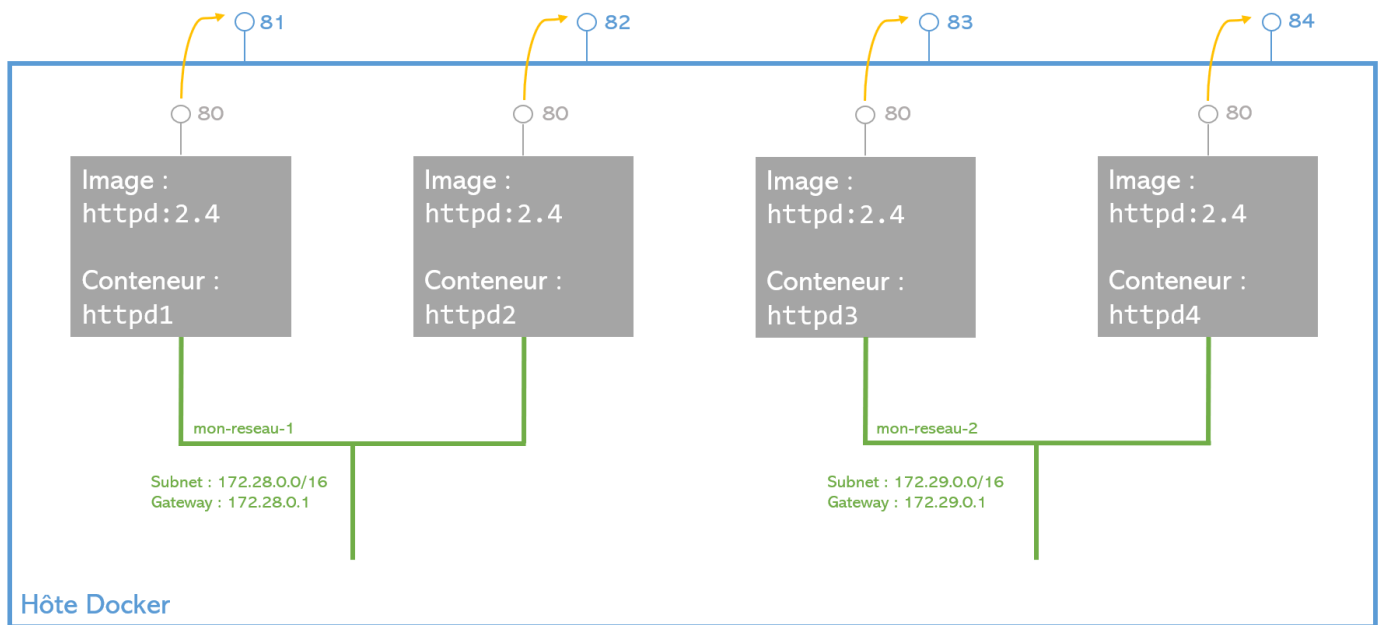 81
82
83
84
80
80
80
80
Image :
httpd:2.4
Conteneur :
httpd1
Image :
httpd:2.4
Conteneur :
httpd2
Image :
httpd:2.4
Conteneur :
httpd3
Image :
httpd:2.4
Conteneur :
httpd4
mon-reseau-1
Subnet : 172.28.0.0/16
Gateway : 172.28.0.1
mon-reseau-2
Subnet : 172.29.0.0/16
Gateway : 172.29.0.1
Hôte Docker